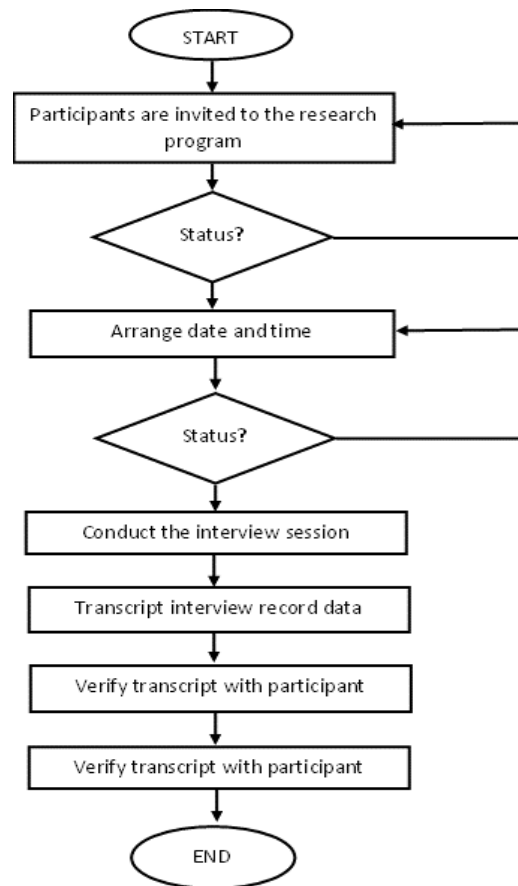 START
Participants are invited to the research
program
Status?
Arrange date and time
Status?
Conduct the interview session
Transcript interview record data
Verify transcript with participant
Verify transcript with participant
END